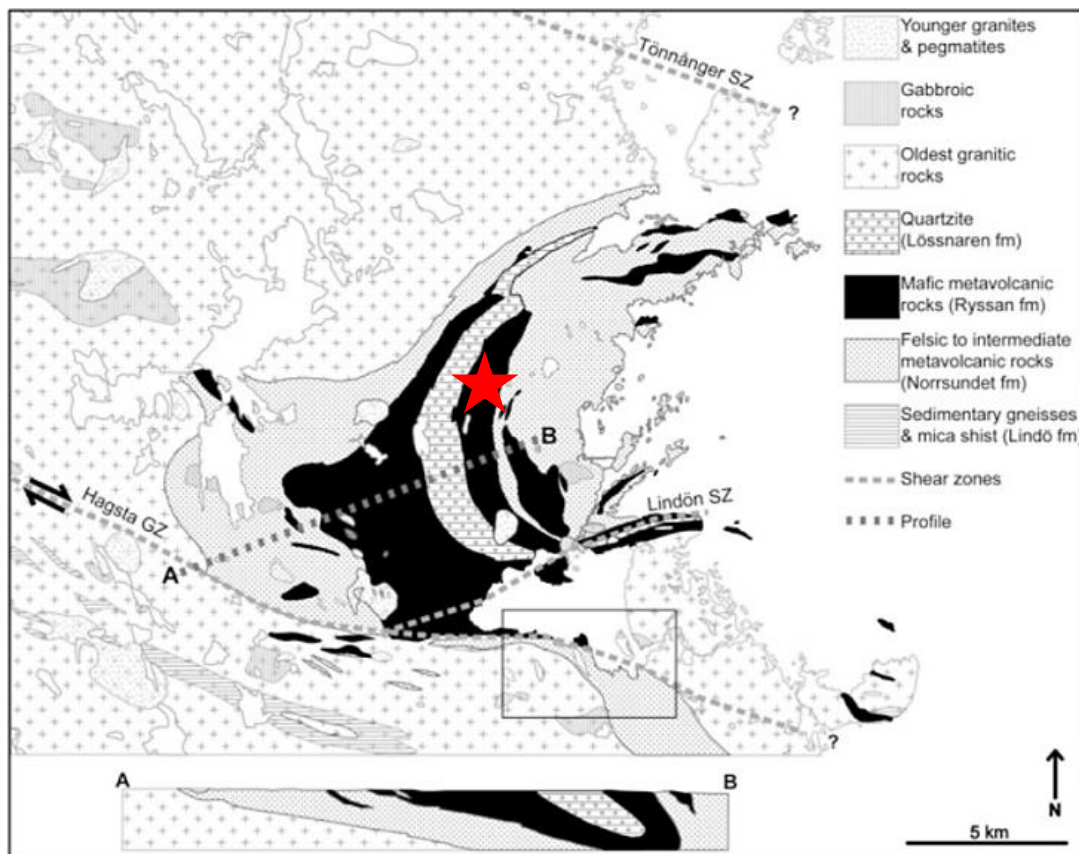 Tönnånger SZ
?
B
Lindön SZ
Hagsta GZ
A
?
A
B
N
5 km
Younger granites
& pegmatites
Gabbroic
rocks
Oldest granitic
rocks
Quartzite
(Lössnaren fm)
Mafic metavolcanic
rocks (Ryssan fm)
Felsic to intermediate
metavolcanic rocks
(Norrsundet fm)
Sedimentary gneisses
& mica shist (Lindö fm)
Shear zones
Profile